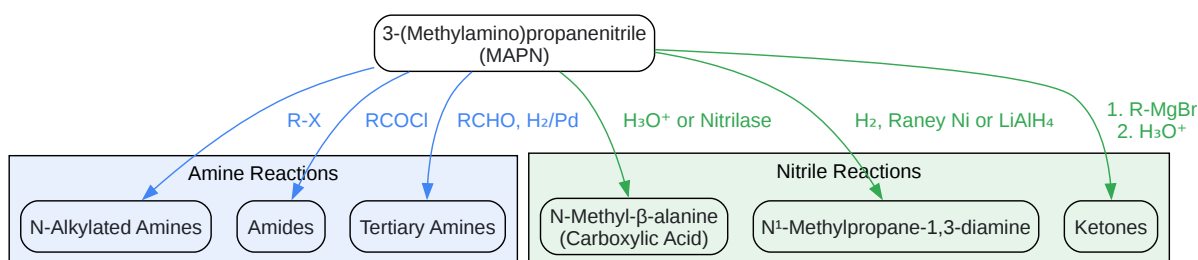 3-(Methylamino)propanenitrile
(MAPN)
R-X
RCOCl
RCHO, H₂/Pd
H₃O⁺ or Nitrilase
H₂, Raney Ni or LiAlH₄
1. R-MgBr
2. H₃O⁺
Amine Reactions
Nitrile Reactions
N-Alkylated Amines
Amides
Tertiary Amines
N-Methyl-β-alanine
(Carboxylic Acid)
N¹-Methylpropane-1,3-diamine
Ketones